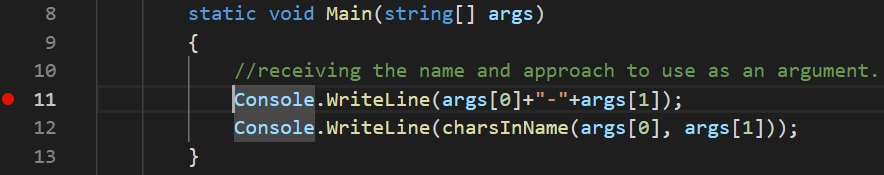 8 static void Main(string[] args)
9 {
10 //receiving the name and approach to use as an argument.
11 Console.WriteLine(args[0]+"-"+args[1]);
12 Console.WriteLine(charsInName(args[0], args[1]));
13 }